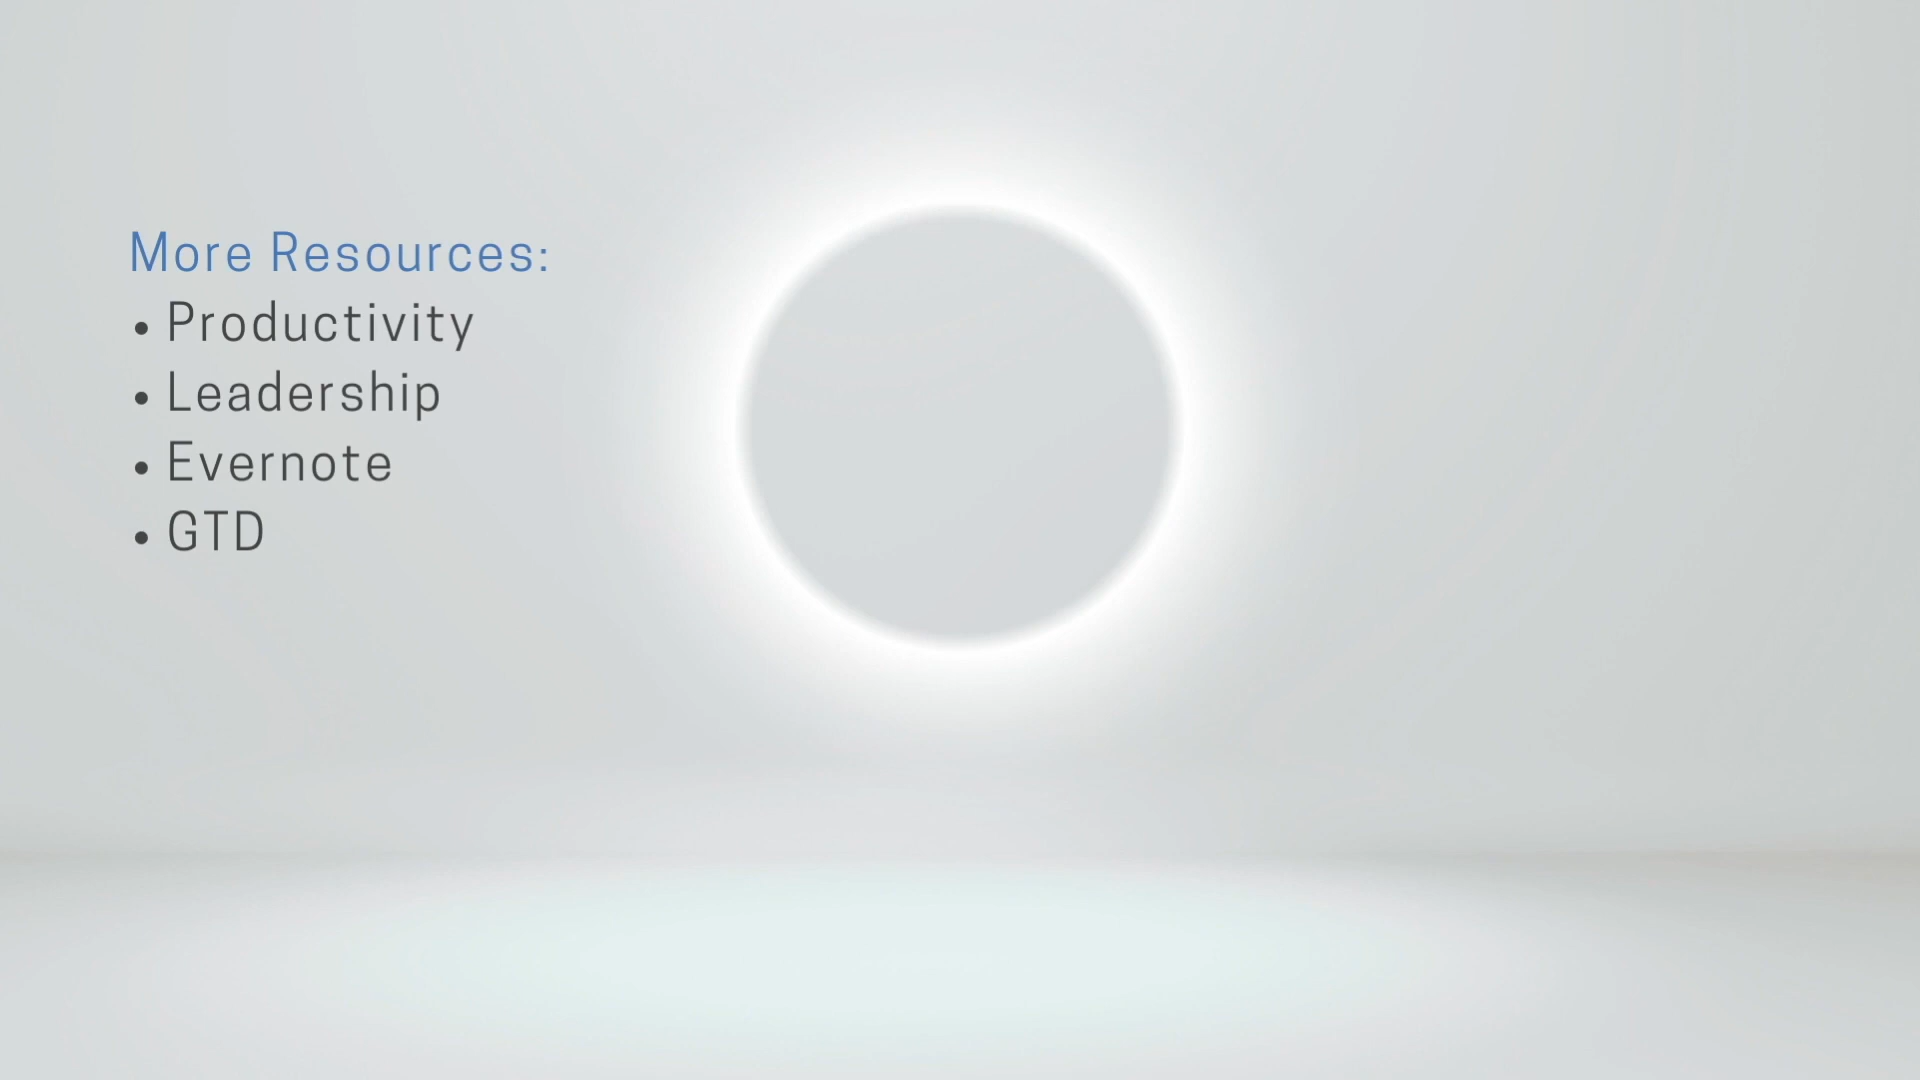 More Resources:
• Productivity
• Leadership
• Evernote
• GTD